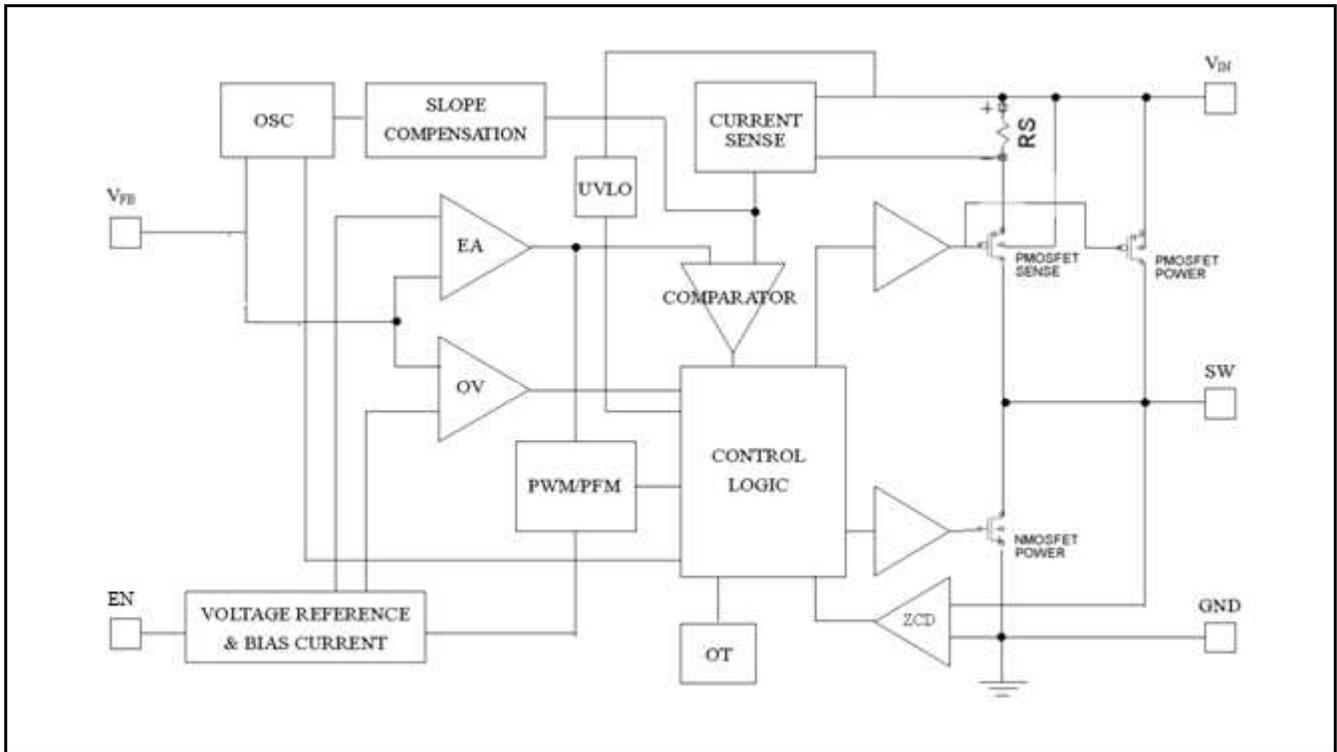 V_IN
OSC
SLOPE
COMPENSATION
CURRENT
SENSE
+
RS
-
UVLO
V_FB
EA
COMPARATOR
PMOSFET
SENSE
PMOSFET
POWER
OV
SW
CONTROL
LOGIC
PWM/PFM
NMOSFET
POWER
EN
VOLTAGE REFERENCE
& BIAS CURRENT
ZCD
GND
OT